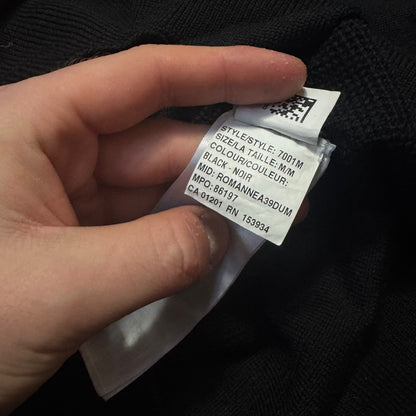 STYLE/STYLE: 7001M
SIZE/LA TAILLE: M/M
COLOUR/COULEUR:
BLACK - NOIR
MID: ROMANNEA39DUM
MPO: 86197
CA 01201 RN 153934